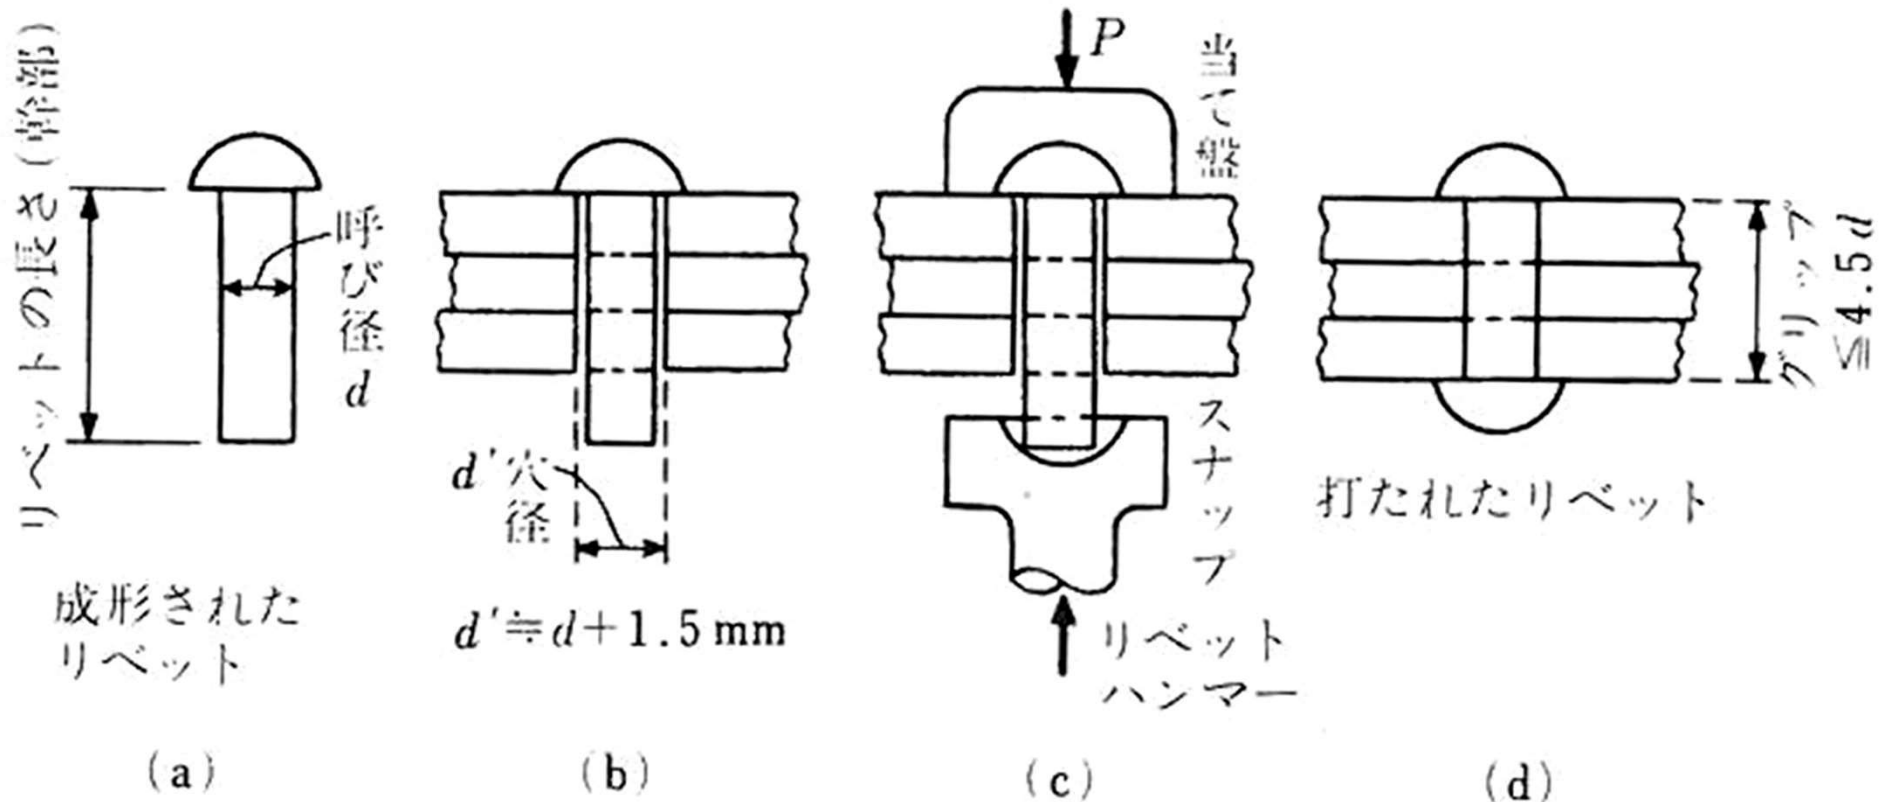 リベットの長さ(幹部)
呼び径d
成形された
リベット
(a)
d'穴
径
d'≒d+1.5mm
(b)
P
当て盤
スナップ
リベット
ハンマー
(c)
グリップ
≦4.5d
打たれたリベット
(d)